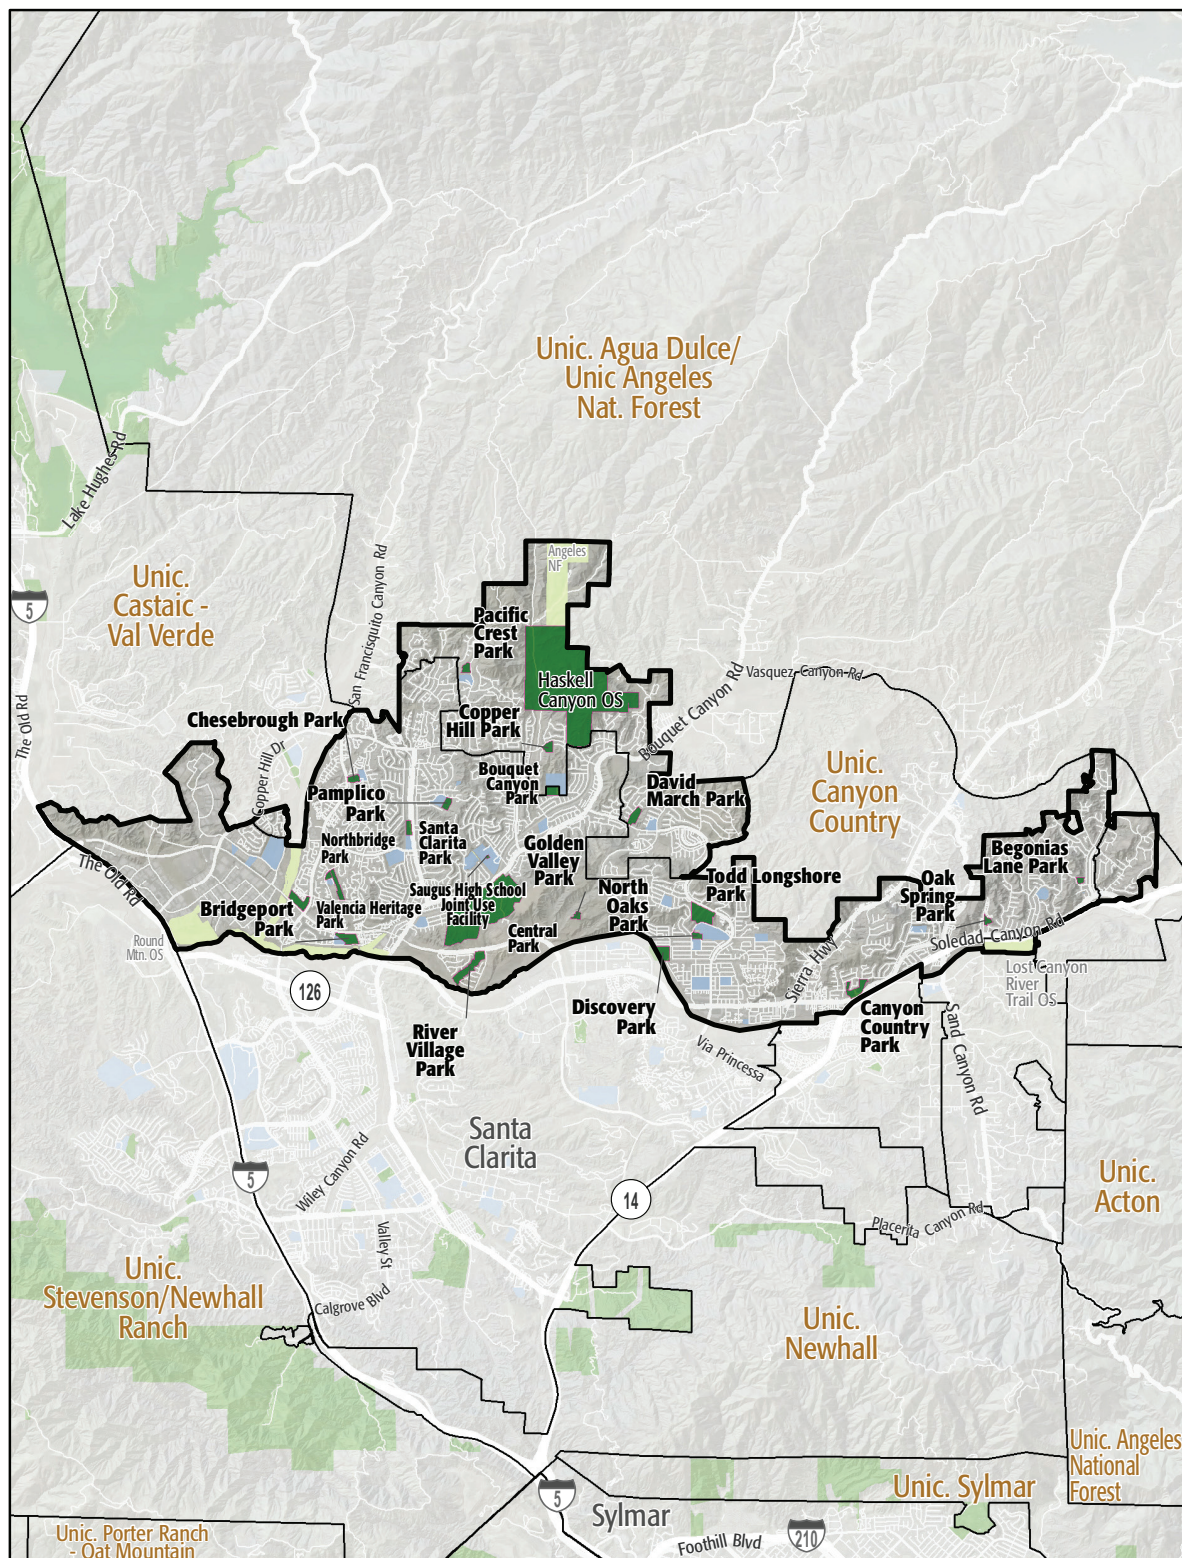 Unic. Agua Dulce/
Unic Angeles
Nat. Forest
Lake Hughes Rd
Unic.
Castaic -
Val Verde
5
San Francisquito Canyon Rd
Angeles
NF
Pacific
Crest
Park
Haskell
Canyon OS
Vasquez Canyon Rd
Bouquet Canyon Rd
The Old Rd
Chesebrough Park
Copper
Hill Park
Copper Hill Dr
Bouquet
Canyon
Park
David
March Park
Unic.
Canyon
Country
Pamplico
Park
Northbridge
Park
Santa
Clarita
Park
Golden
Valley
Park
Begonias
Lane Park
The Old Rd
Saugus High School
Joint Use
Facility
North
Oaks
Park
Todd Longshore
Park
Oak
Spring
Park
Bridgeport
Park
Valencia Heritage
Park
Central
Park
Soledad Canyon Rd
Round
Mtn. OS
Sierra Hwy
Lost Canyon
River
Trail OS
126
Discovery
Park
Canyon
Country
Park
River
Village
Park
Via Princessa
Sand Canyon Rd
Santa
Clarita
5
Wiley Canyon Rd
14
Unic.
Acton
Placerita Canyon Rd
Valley St
Unic.
Stevenson/Newhall
Ranch
Calgrove Blvd
Unic.
Newhall
Unic. Angeles
National
Forest
Unic. Sylmar
5
Sylmar
Foothill Blvd
210
Unic. Porter Ranch
- Oat Mountain